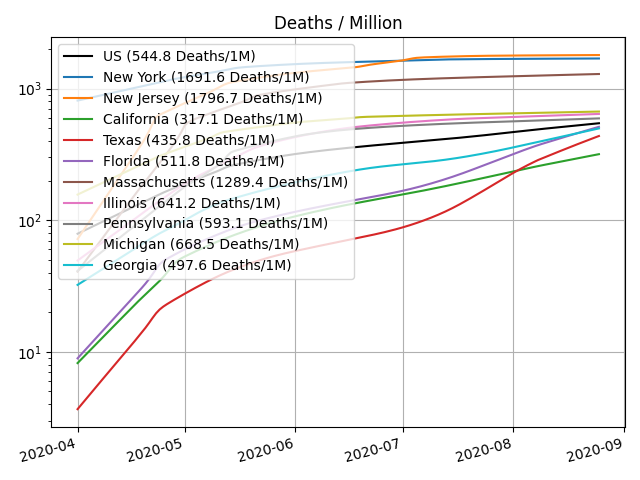 Deaths / Million
US (544.8 Deaths/1M)
New York (1691.6 Deaths/1M)
New Jersey (1796.7 Deaths/1M)
California (317.1 Deaths/1M)
Texas (435.8 Deaths/1M)
Florida (511.8 Deaths/1M)
Massachusetts (1289.4 Deaths/1M)
Illinois (641.2 Deaths/1M)
Pennsylvania (593.1 Deaths/1M)
Michigan (668.5 Deaths/1M)
Georgia (497.6 Deaths/1M)
10³
10²
10¹
2020-04 2020-05 2020-06 2020-07 2020-08 2020-09